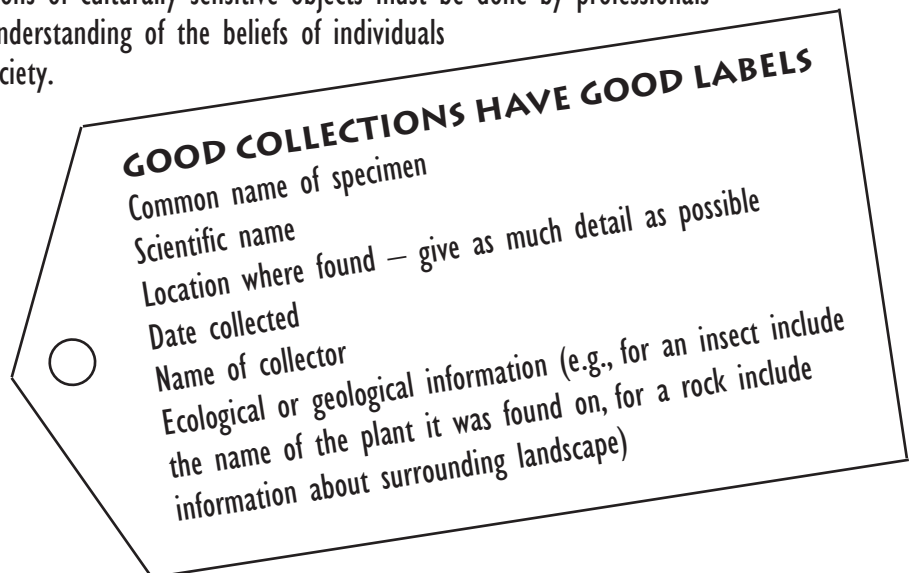 ons of culturally sensitive objects must be done by professionals
nderstanding of the beliefs of individuals
ciety.
GOOD COLLECTIONS HAVE GOOD LABELS
Common name of specimen
Scientific name
Location where found – give as much detail as possible
Date collected
Name of collector
Ecological or geological information (e.g., for an insect include
the name of the plant it was found on, for a rock include
information about surrounding landscape)